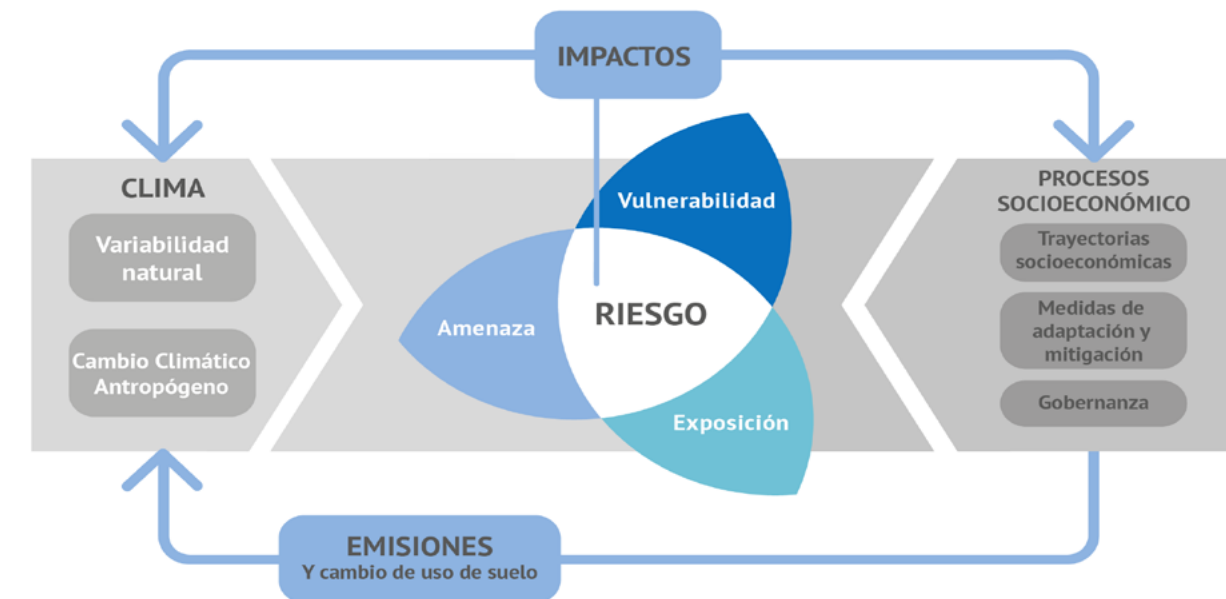 IMPACTOS
CLIMA
Variabilidad
natural
Cambio Climático
Antropógeno
Vulnerabilidad
Amenaza
RIESGO
Exposición
PROCESOS
SOCIOECONÓMICO
Trayectorias
socioeconómicas
Medidas de
adaptación y
mitigación
Gobernanza
EMISIONES
Y cambio de uso de suelo